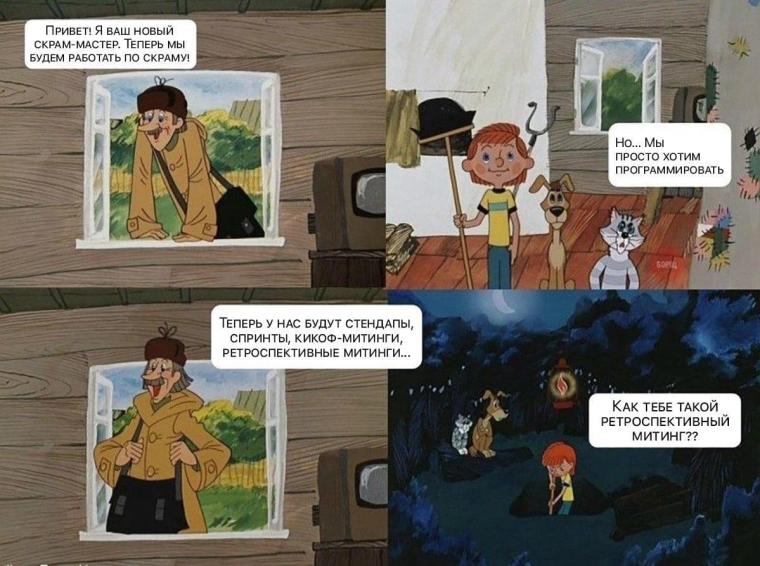 Привет! Я ваш новый
скрам-мастер. Теперь мы
будем работать по скраму!
Но... Мы
просто хотим
программировать
БОРЩ
Теперь у нас будут стендапы,
спринты, кикоф-митинги,
ретроспективные митинги...
Как тебе такой
ретроспективный
митинг??